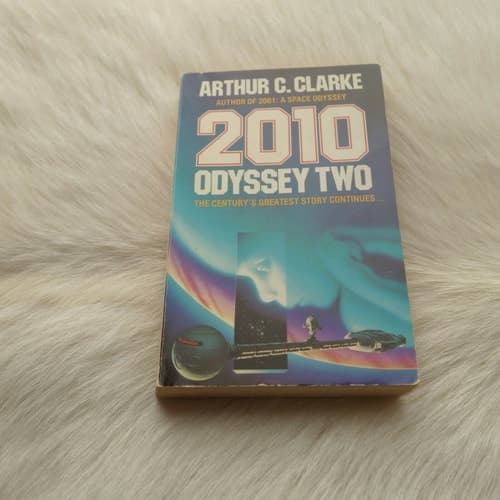 ARTHUR C. CLARKE
AUTHOR OF 2001: A SPACE ODYSSEY
2010
ODYSSEY TWO
THE CENTURY'S GREATEST STORY CONTINUES...